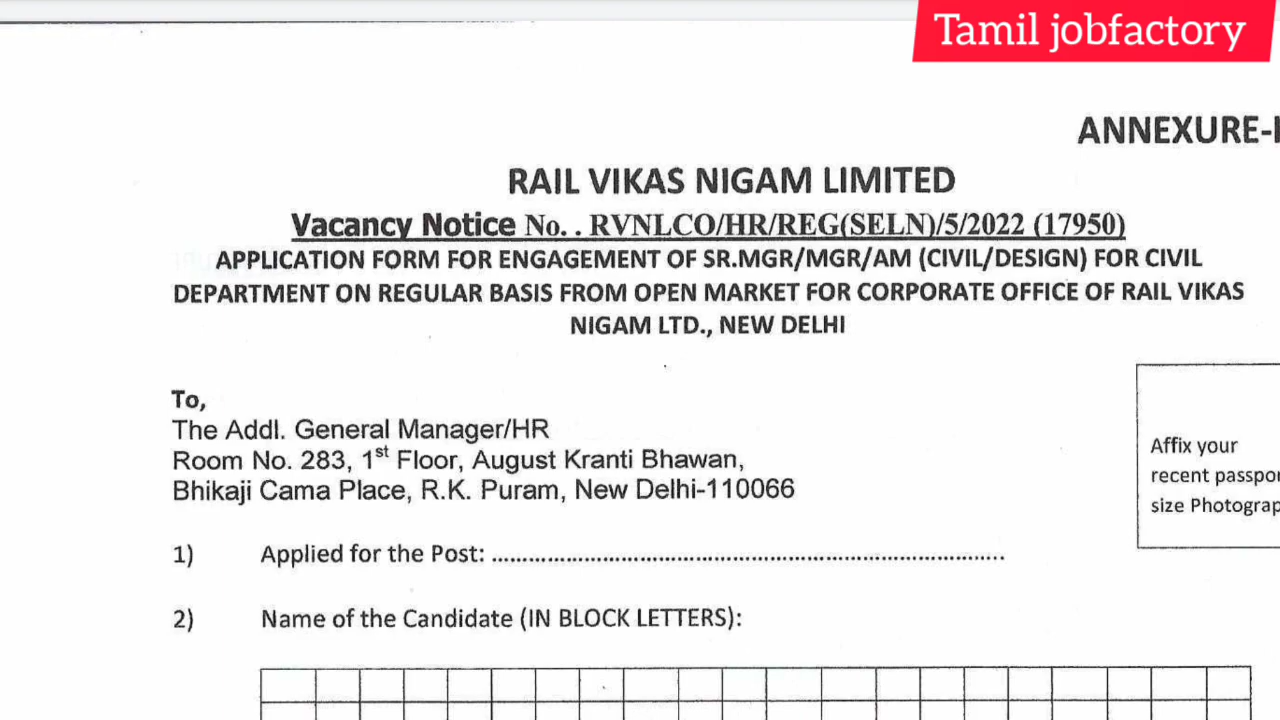 Tamil jobfactory
ANNEXURE-I
RAIL VIKAS NIGAM LIMITED
Vacancy Notice No. . RVNLCO/HR/REG(SELN)/5/2022 (17950)
APPLICATION FORM FOR ENGAGEMENT OF SR.MGR/MGR/AM (CIVIL/DESIGN) FOR CIVIL
DEPARTMENT ON REGULAR BASIS FROM OPEN MARKET FOR CORPORATE OFFICE OF RAIL VIKAS
NIGAM LTD., NEW DELHI
To,
The Addl. General Manager/HR
Room No. 283, 1st Floor, August Kranti Bhawan,
Bhikaji Cama Place, R.K. Puram, New Delhi-110066
Affix your
recent passpor
size Photograp
1) Applied for the Post: ....................................................................................
2) Name of the Candidate (IN BLOCK LETTERS):